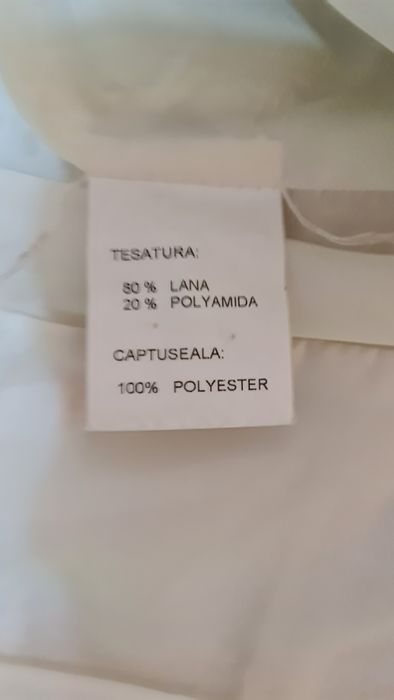 TESATURA:
80 % LANA
20 % POLYAMIDA
CAPTUSEALA:
100% POLYESTER